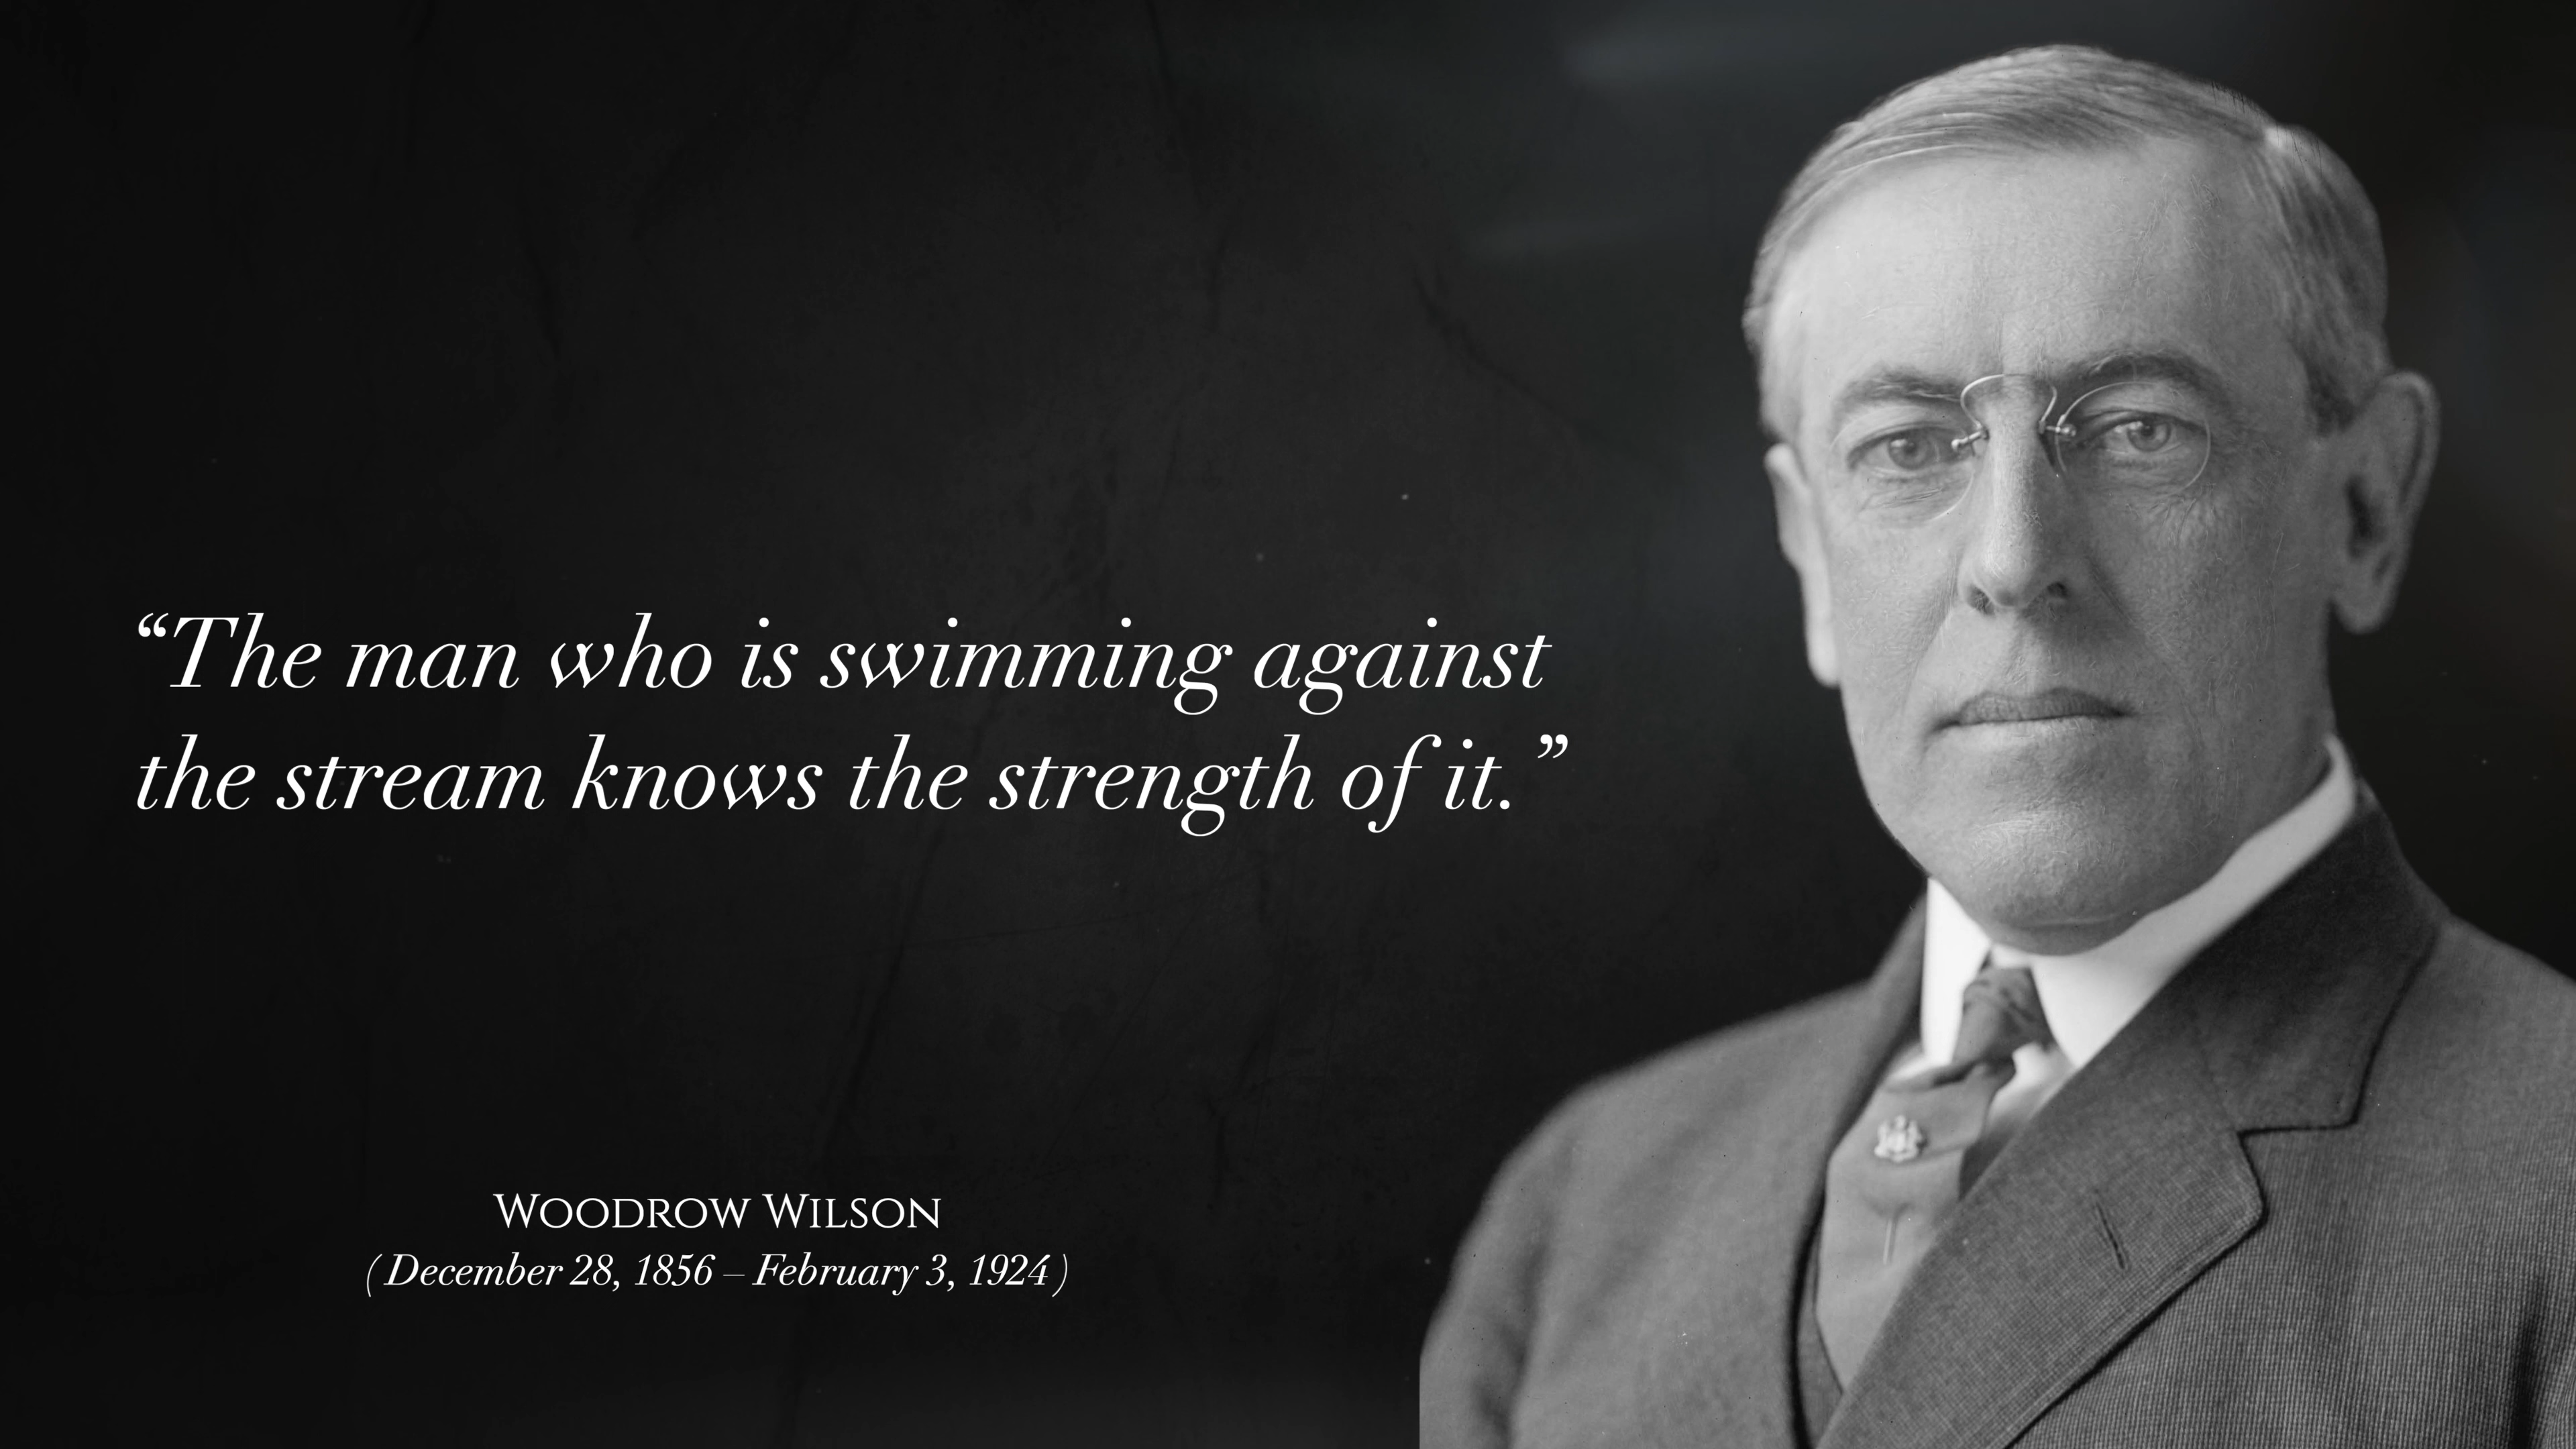 “The man who is swimming against
the stream knows the strength of it.”
Woodrow Wilson
(December 28, 1856 – February 3, 1924)